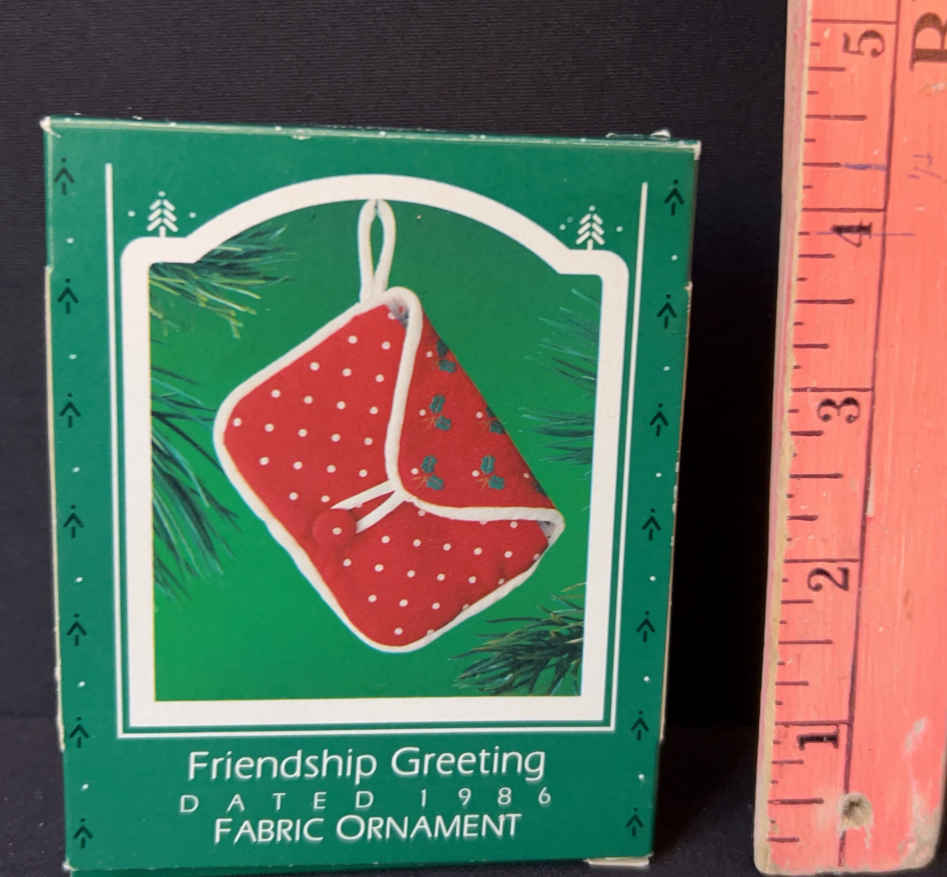 Friendship Greeting
DATED 1986
FABRIC ORNAMENT
5
4
3
2
1